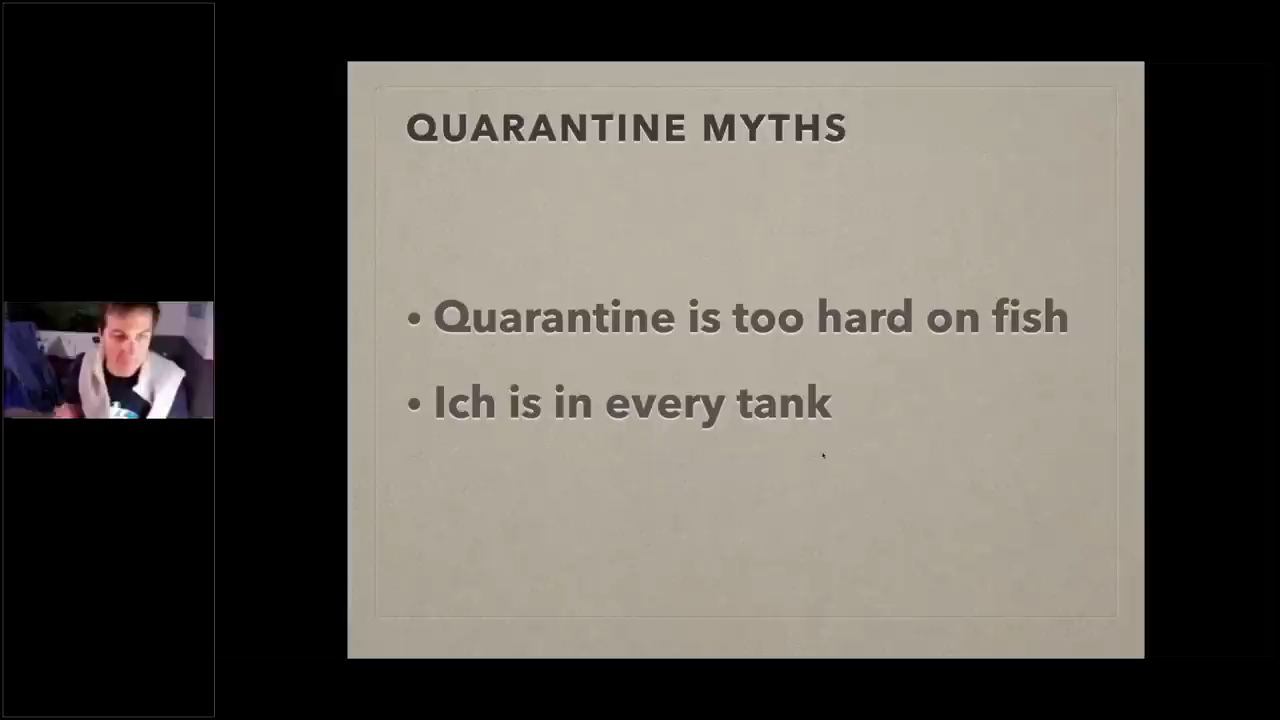 QUARANTINE MYTHS
• Quarantine is too hard on fish
• Ich is in every tank